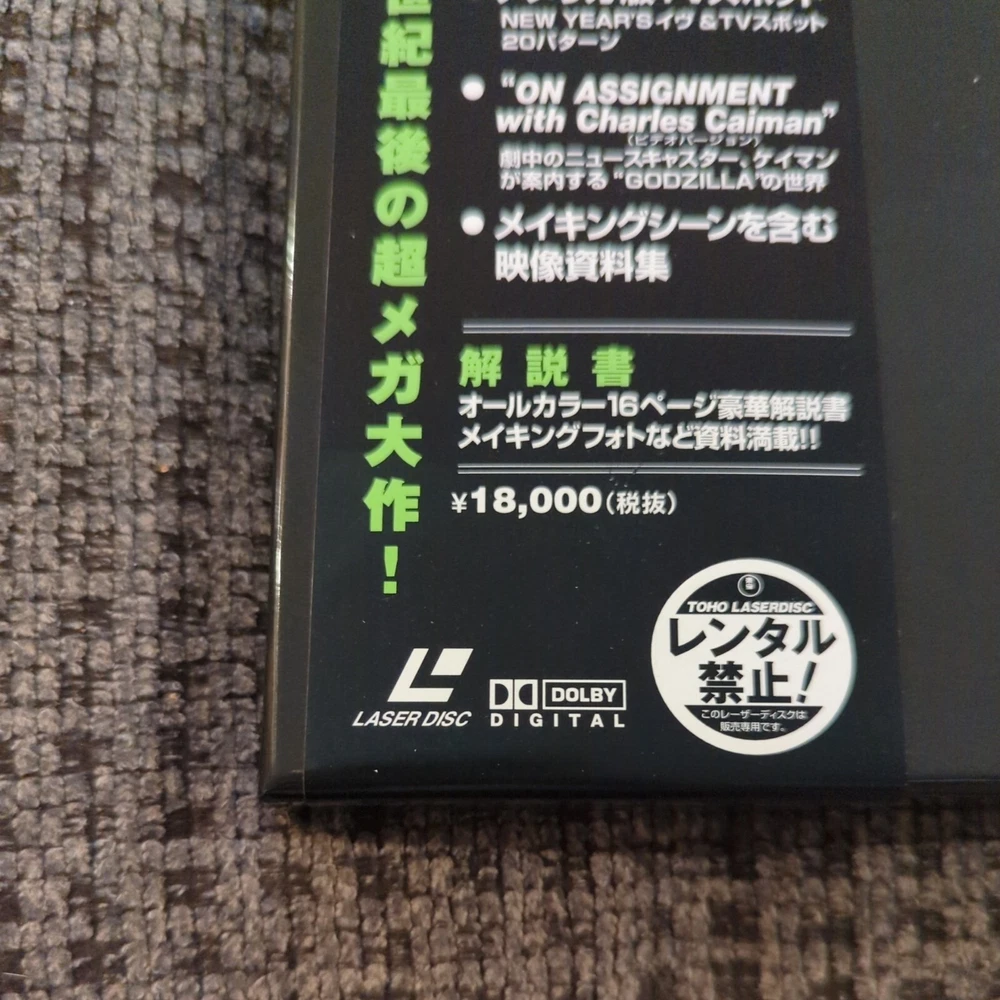 紀最後の超メガ大作!
NEW YEAR'Sイヴ&TVスポット
20パターン
● "ON ASSIGNMENT
with Charles Caiman"
(ビデオバージョン)
劇中のニュースキャスター、ケイマン
が案内する"GODZILLA"の世界
● メイキングシーンを含む
映像資料集
解説書
オールカラー16ページ豪華解説書
メイキングフォトなど資料満載!!
¥18,000(税抜)
LASER DISC
DOLBY
DIGITAL
TOHO LASERDISC
レンタル
禁止!
このレーザーディスクは
販売専用です。